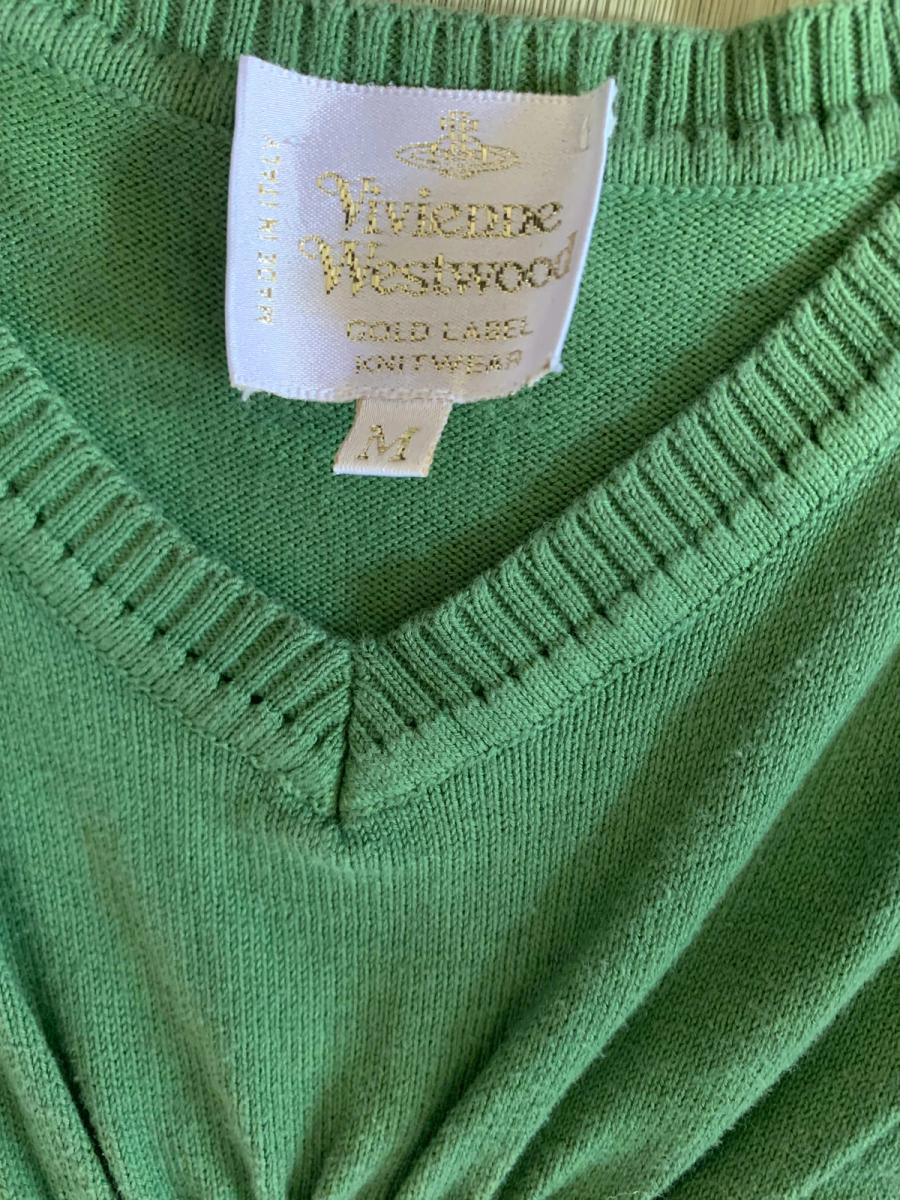 MADE IN ITALY
Vivienne
Westwood
GOLD LABEL
KNITWEAR
M